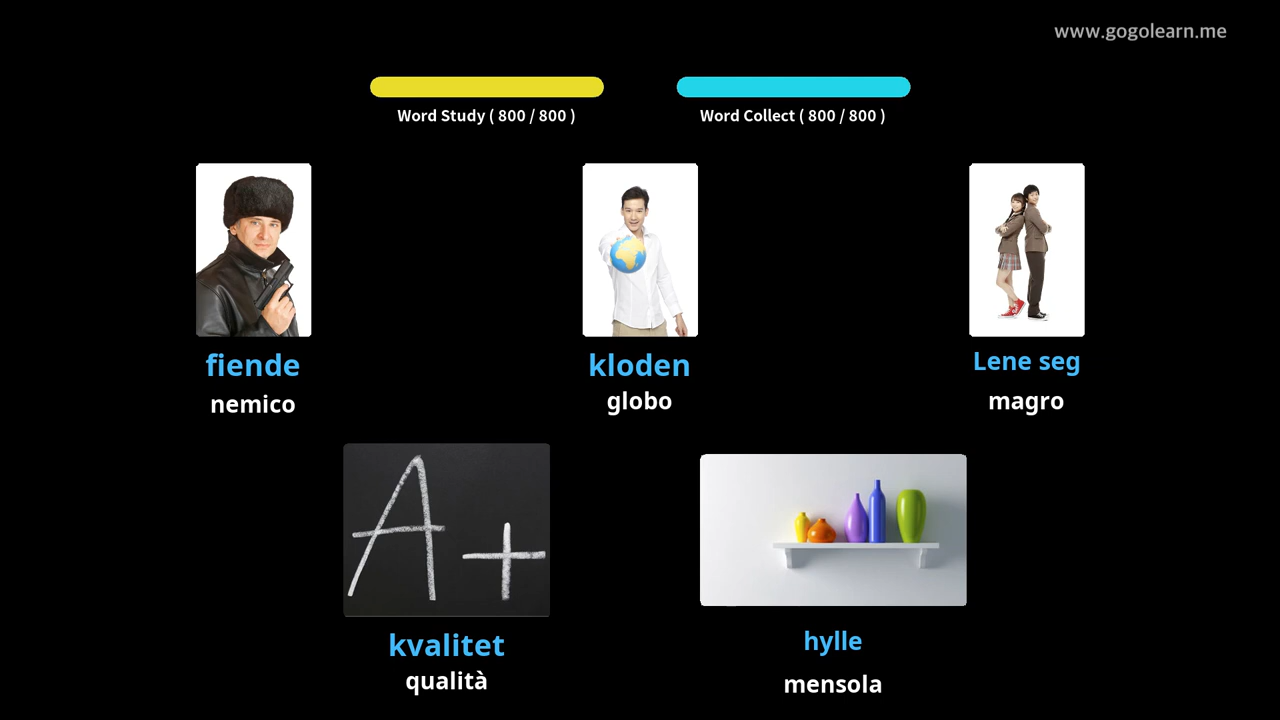 www.gogolearn.me
Word Study ( 800 / 800 )
Word Collect ( 800 / 800 )
fiende
nemico
kloden
globo
Lene seg
magro
A+
kvalitet
qualità
hylle
mensola